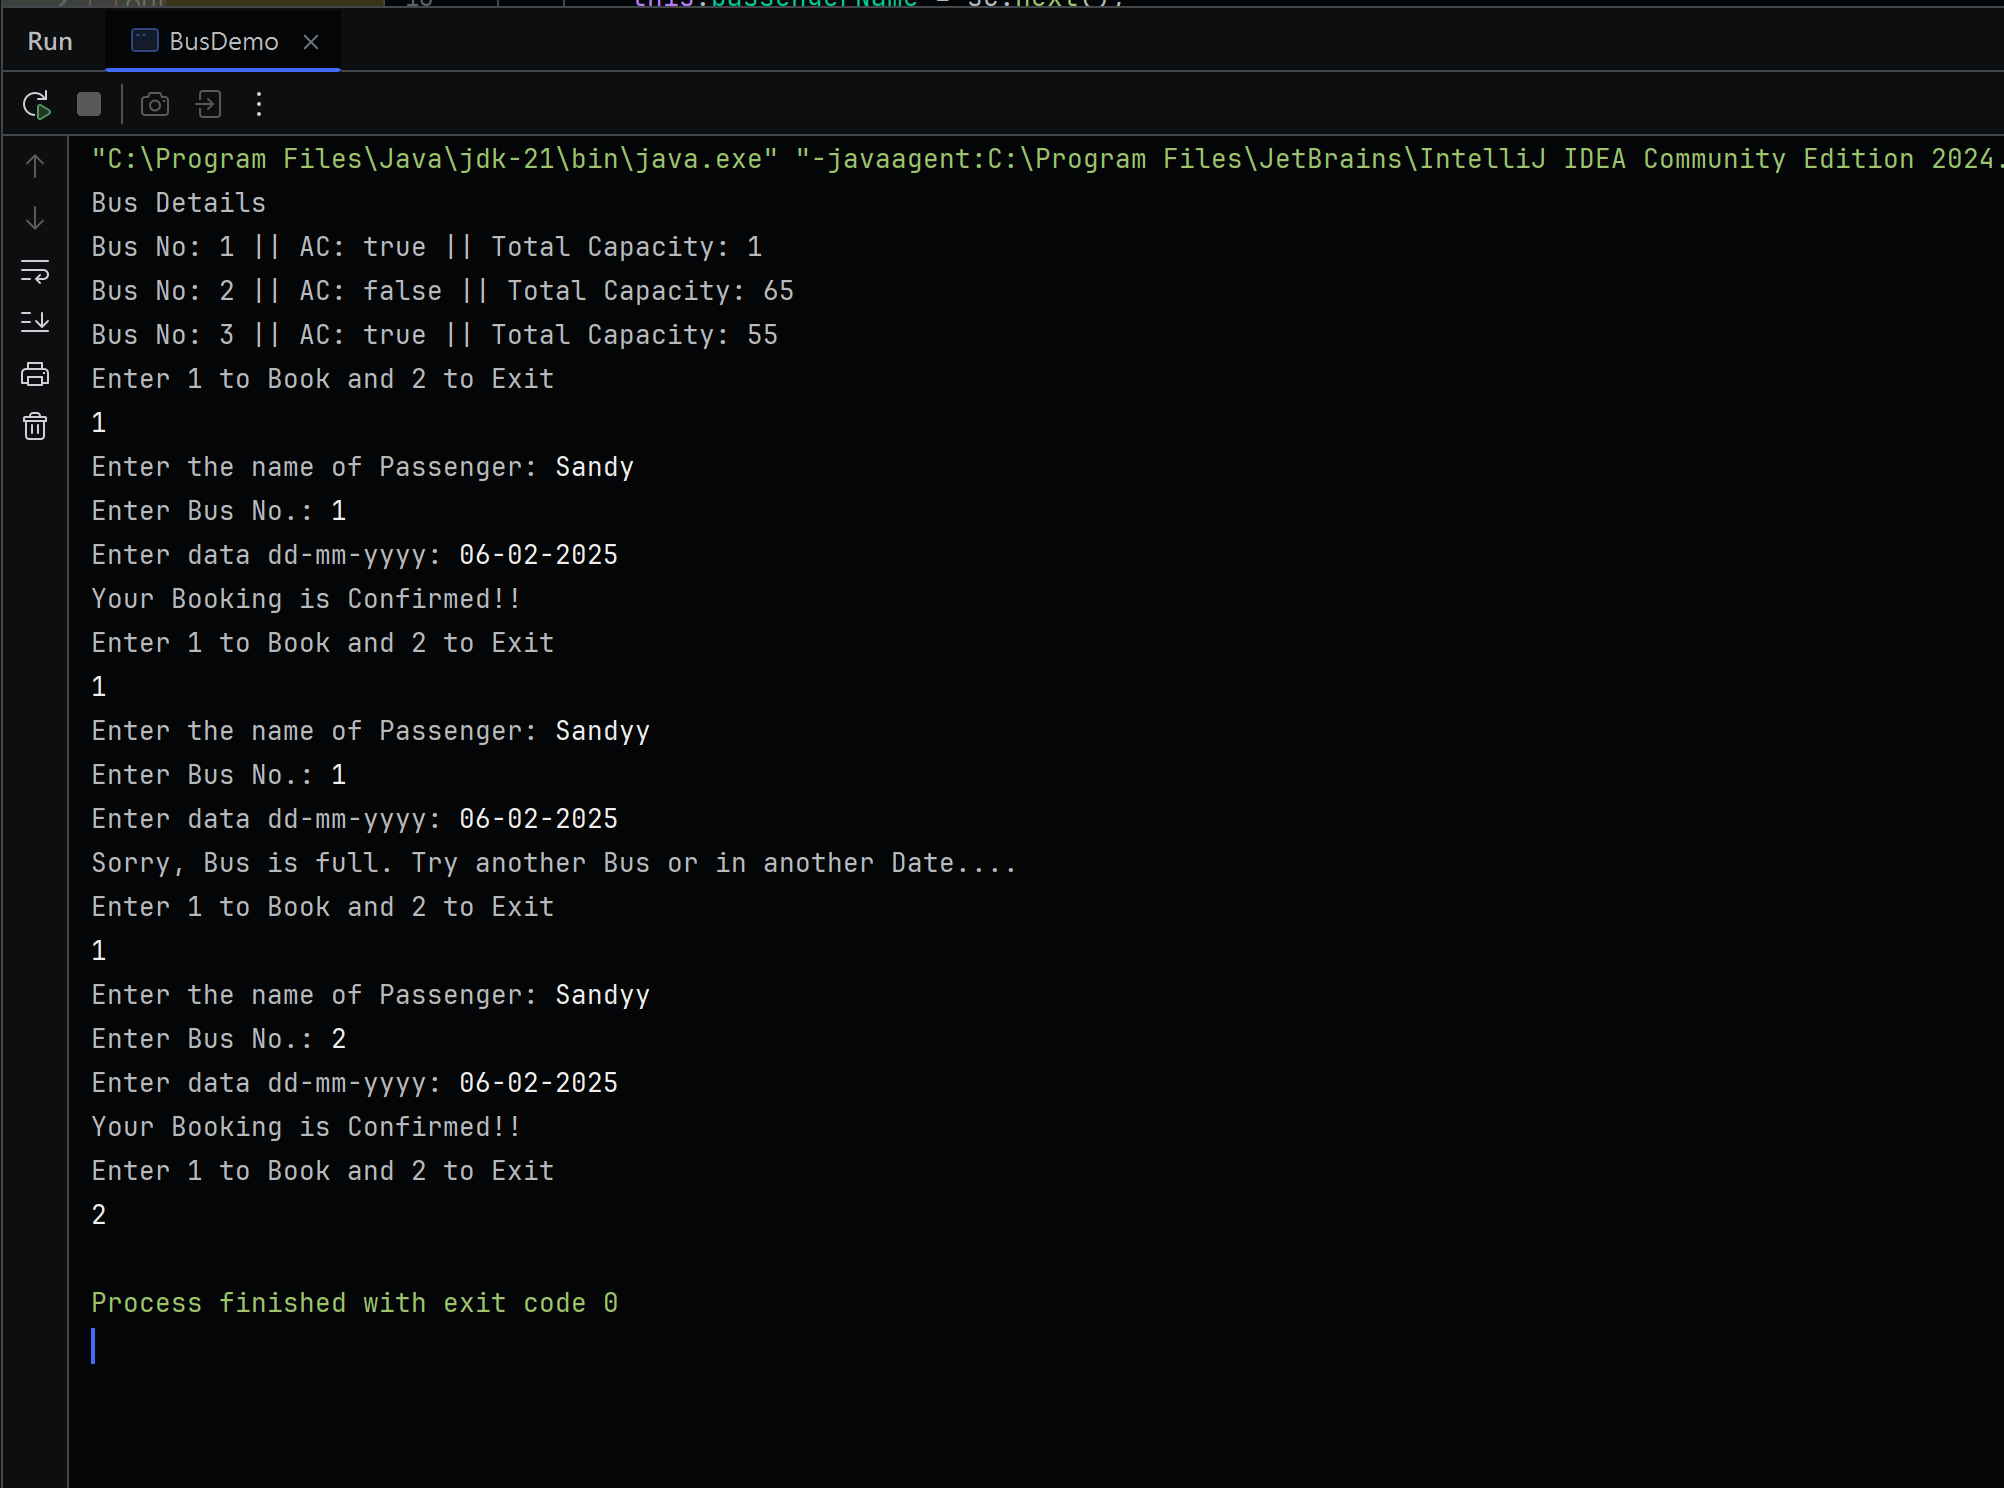 this.passengerName = sc.next();
Run BusDemo
"C:\Program Files\Java\jdk-21\bin\java.exe" "-javaagent:C:\Program Files\JetBrains\IntelliJ IDEA Community Edition 2024.
Bus Details
Bus No: 1 || AC: true || Total Capacity: 1
Bus No: 2 || AC: false || Total Capacity: 65
Bus No: 3 || AC: true || Total Capacity: 55
Enter 1 to Book and 2 to Exit
1
Enter the name of Passenger: Sandy
Enter Bus No.: 1
Enter data dd-mm-yyyy: 06-02-2025
Your Booking is Confirmed!!
Enter 1 to Book and 2 to Exit
1
Enter the name of Passenger: Sandyy
Enter Bus No.: 1
Enter data dd-mm-yyyy: 06-02-2025
Sorry, Bus is full. Try another Bus or in another Date....
Enter 1 to Book and 2 to Exit
1
Enter the name of Passenger: Sandyy
Enter Bus No.: 2
Enter data dd-mm-yyyy: 06-02-2025
Your Booking is Confirmed!!
Enter 1 to Book and 2 to Exit
2
Process finished with exit code 0